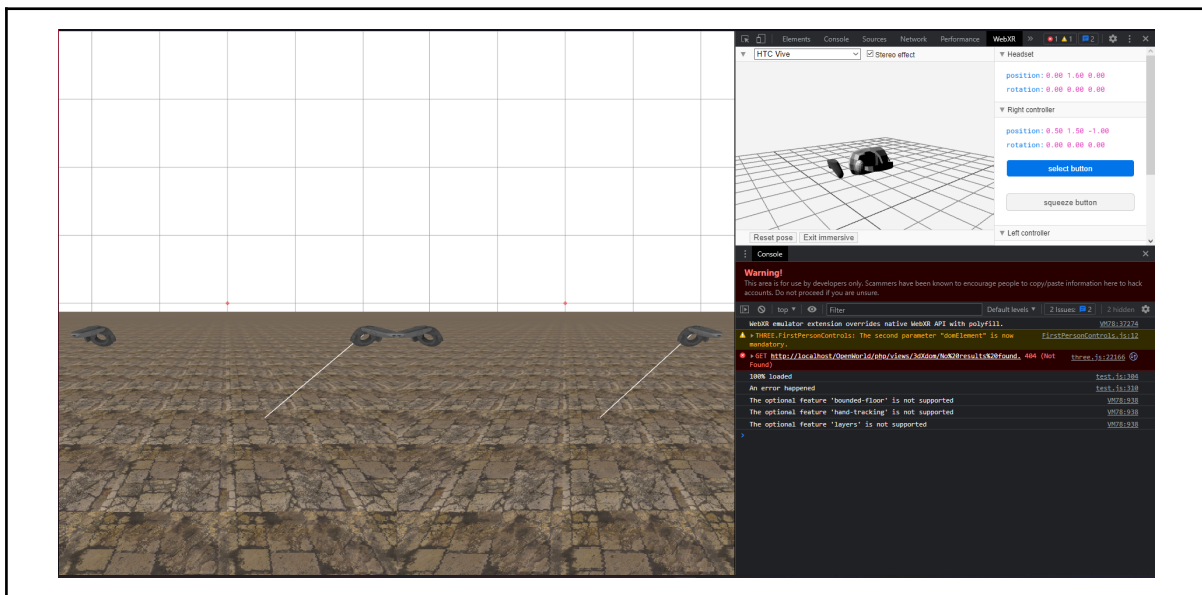 Elements Console Sources Network Performance WebXR » 1 1 2
HTC Vive Stereo effect
Reset pose Exit immersive
Headset
position: 0.00 1.60 0.00
rotation: 0.00 0.00 0.00
Right controller
position: 0.50 1.50 -1.00
rotation: 0.00 0.00 0.00
select button
squeeze button
Left controller
Console
Warning!
This area is for use by developers only. Scammers have been known to encourage people to copy/paste information here to hack
accounts. Do not proceed if you are unsure.
top Filter Default levels 2 Issues: 2 2 hidden
WebXR emulator extension overrides native WebXR API with polyfill. VM78:37274
THREE.FirstPersonControls: The second parameter "domElement" is now FirstPersonControls.js:12
mandatory.
GET http://localhost/OpenWorld/php/views/3dXdom/No%20results%20found. 404 (Not three.js:22166
Found)
100% loaded test.js:304
An error happened test.js:310
The optional feature 'bounded-floor' is not supported VM78:938
The optional feature 'hand-tracking' is not supported VM78:938
The optional feature 'layers' is not supported VM78:938